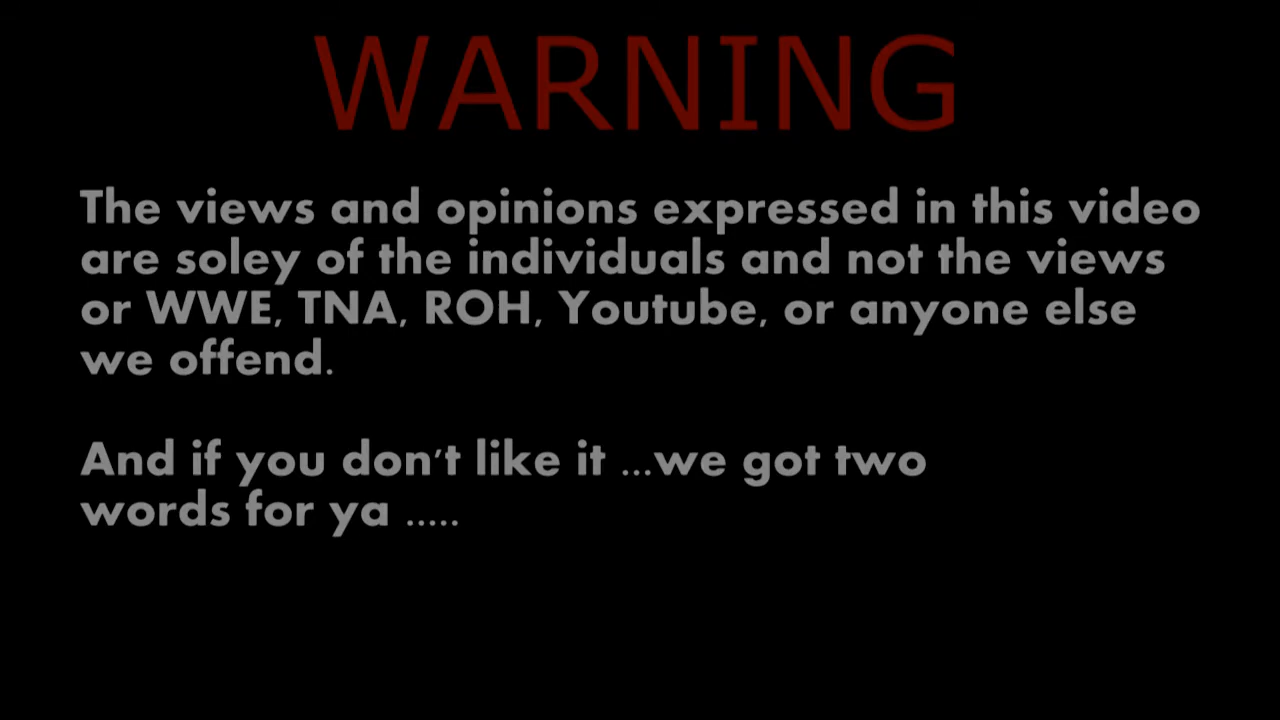 WARNING
The views and opinions expressed in this video
are soley of the individuals and not the views
or WWE, TNA, ROH, Youtube, or anyone else
we offend.
And if you don't like it ...we got two
words for ya .....